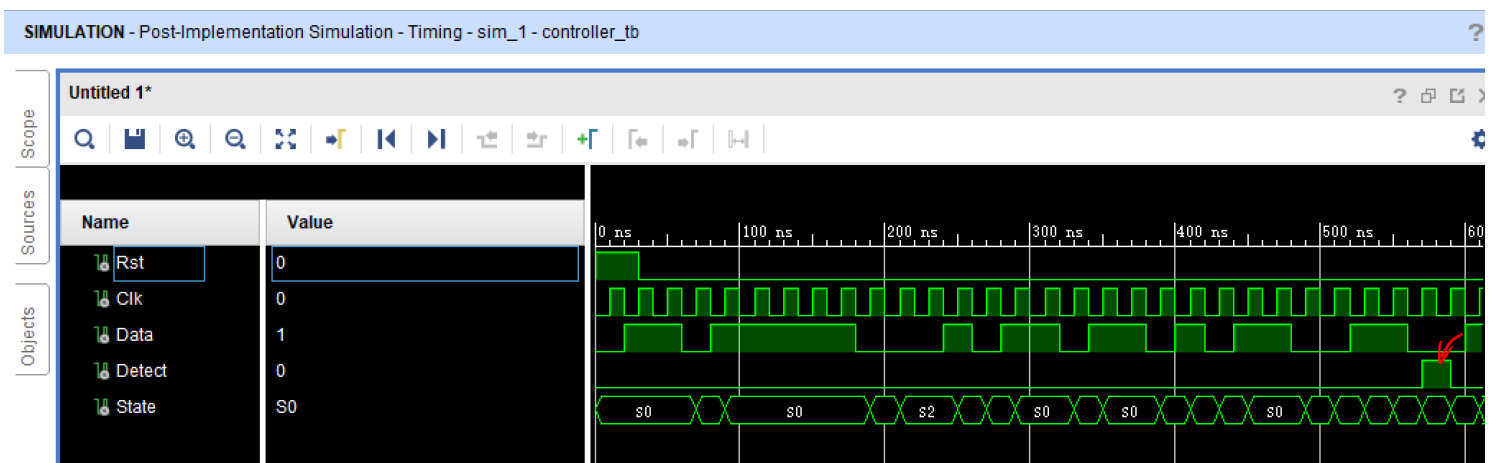 SIMULATION - Post-Implementation Simulation - Timing - sim_1 - controller_tb ?
Scope
Sources
Objects
Untitled 1* ?
Name Value
0 ns 100 ns 200 ns 300 ns 400 ns 500 ns 60
Rst 0
Clk 0
Data 1
Detect 0
State S0 S0 S0 S2 S0 S0 S0